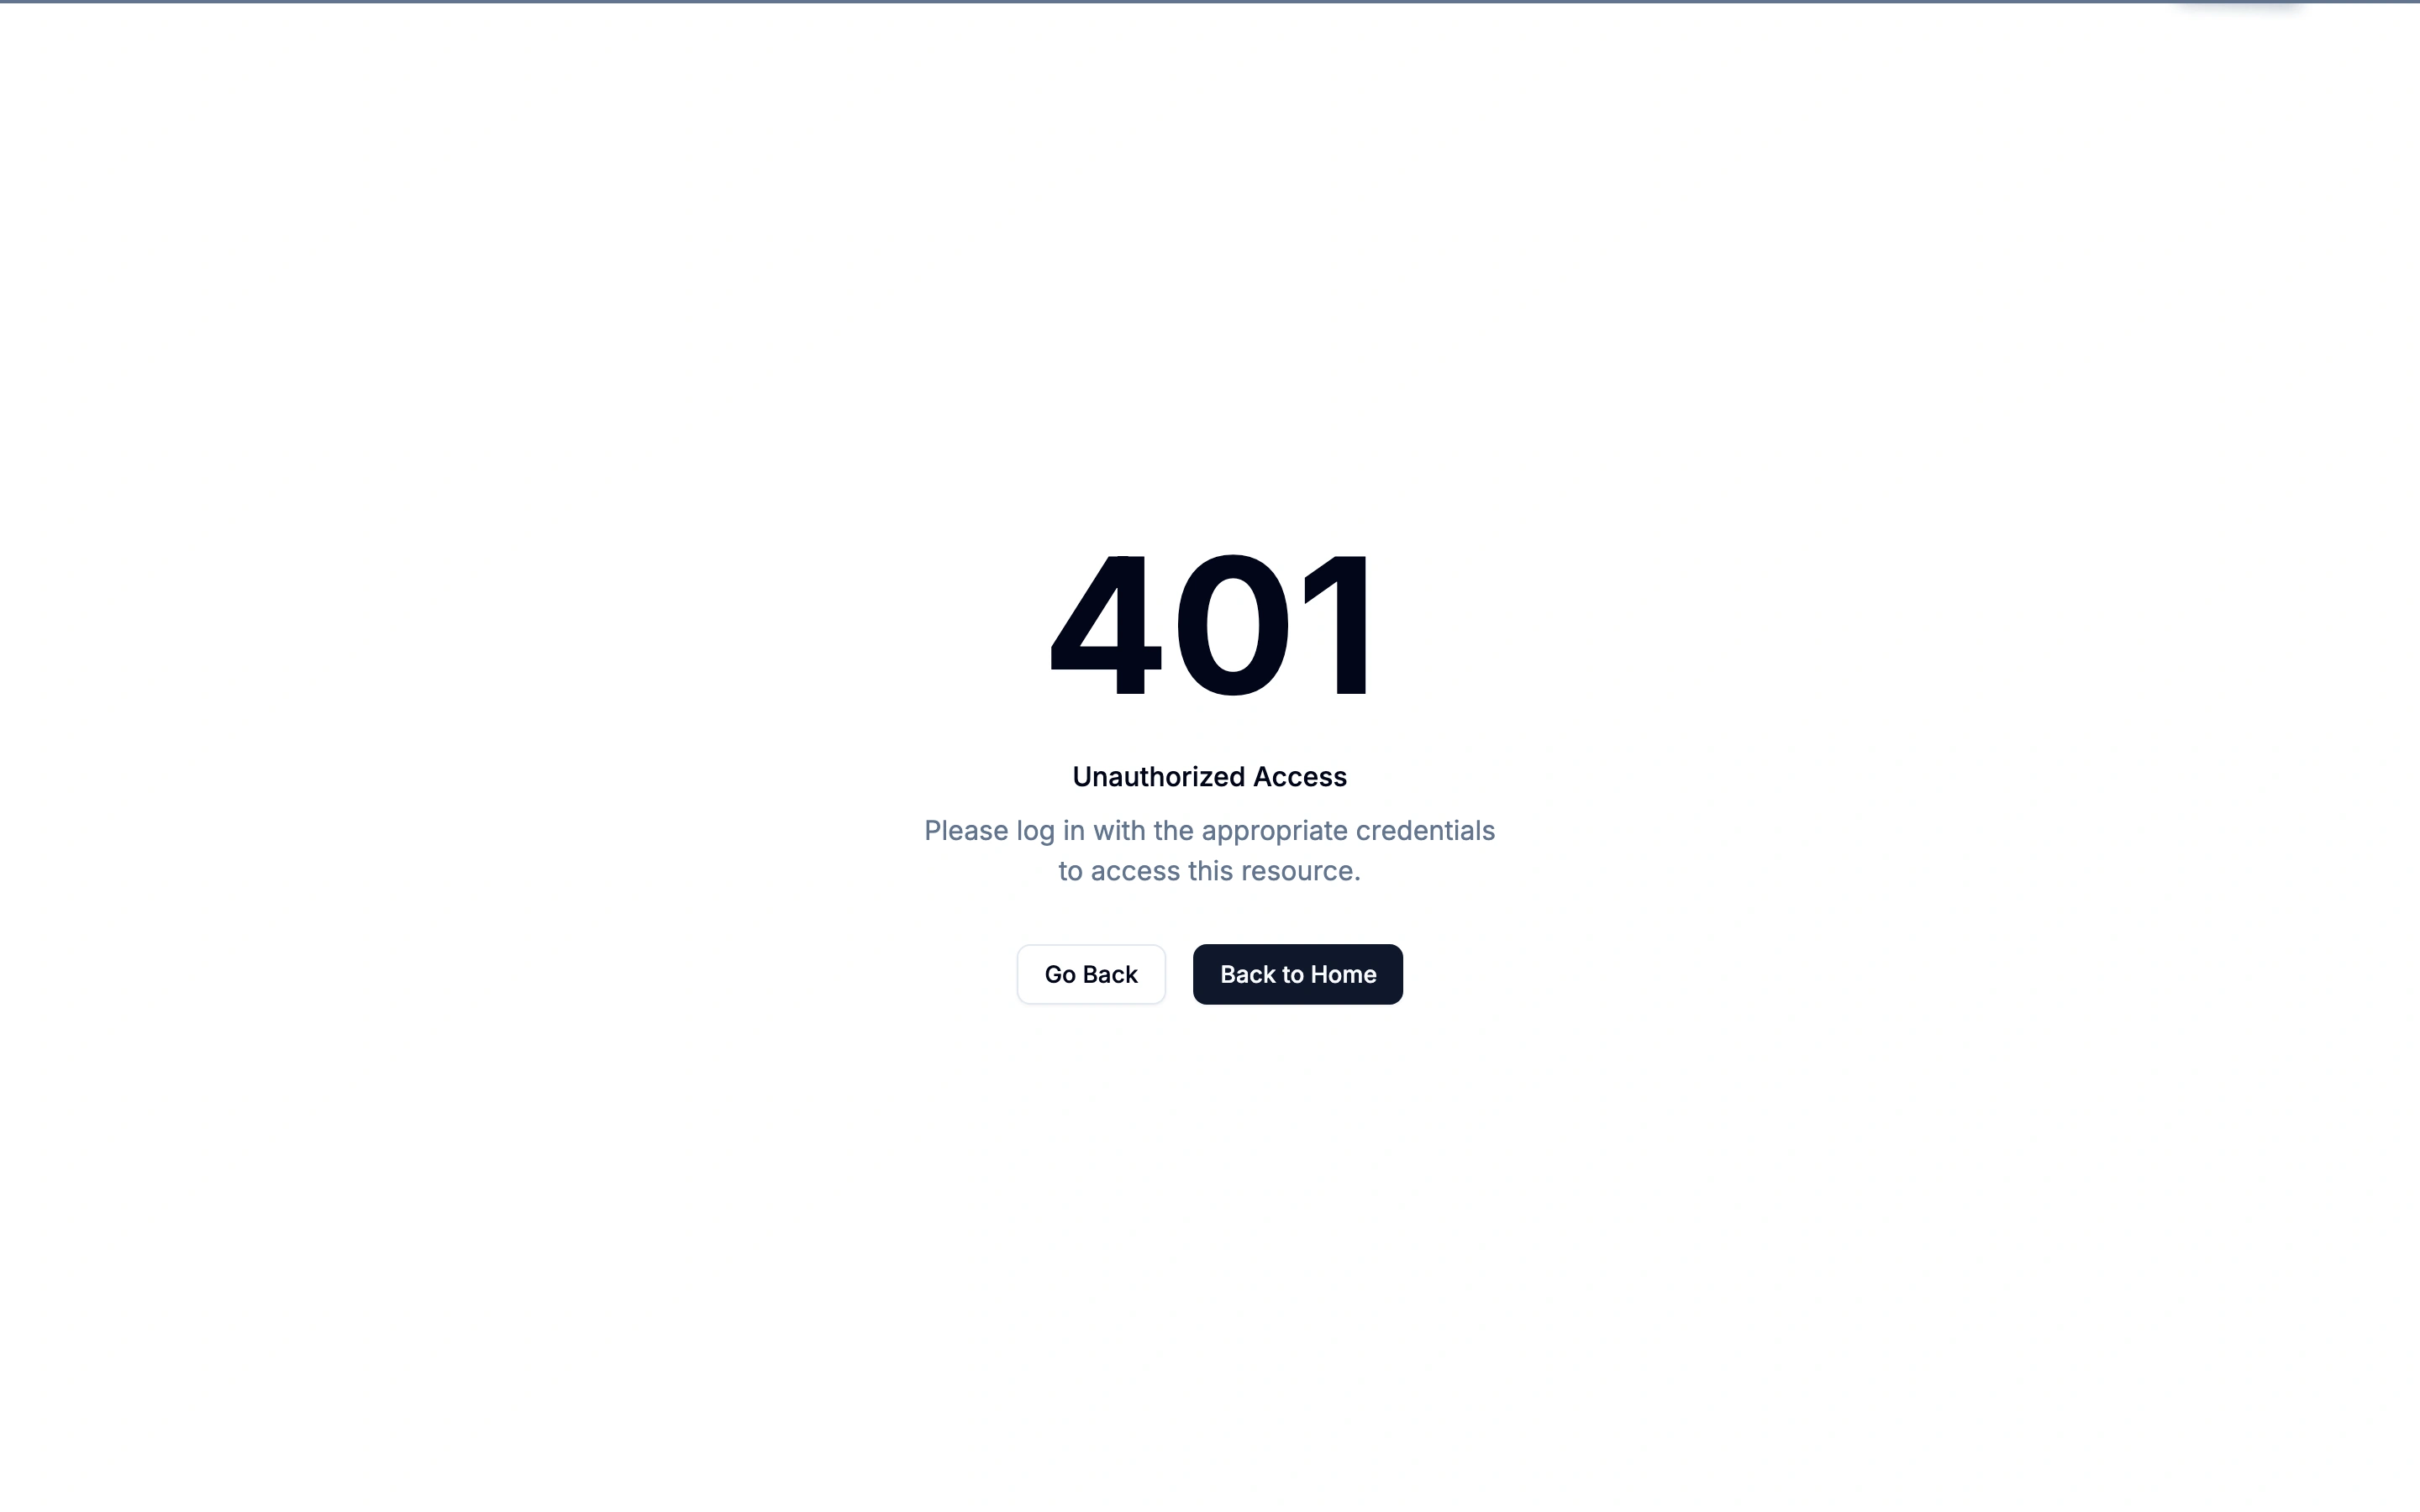 401
Unauthorized Access
Please log in with the appropriate credentials
to access this resource.
Go Back
Back to Home